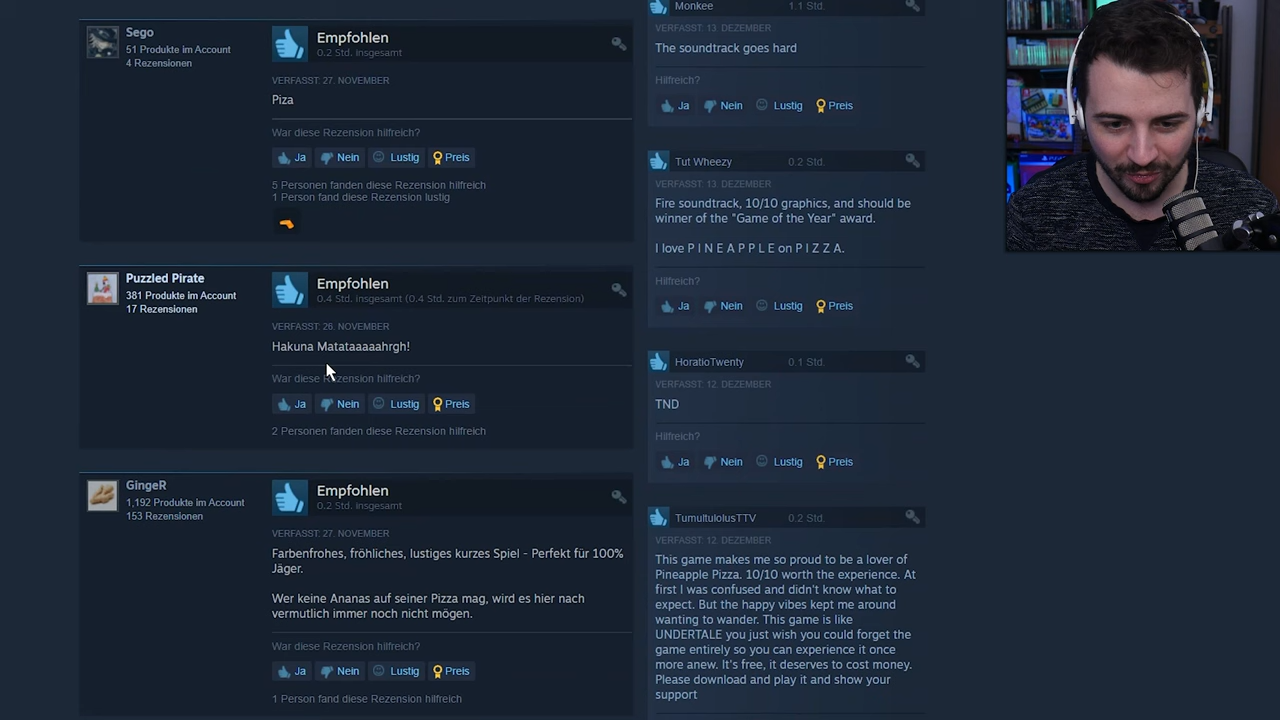 Sego
51 Produkte im Account
4 Rezensionen
Empfohlen
0.2 Std. insgesamt
VERFASST: 27. NOVEMBER
Piza
War diese Rezension hilfreich?
Ja Nein Lustig Preis
5 Personen fanden diese Rezension hilfreich
1 Person fand diese Rezension lustig
Puzzled Pirate
381 Produkte im Account
17 Rezensionen
Empfohlen
0.4 Std. insgesamt (0.4 Std. zum Zeitpunkt der Rezension)
VERFASST: 26. NOVEMBER
Hakuna Matataaaaahrgh!
War diese Rezension hilfreich?
Ja Nein Lustig Preis
2 Personen fanden diese Rezension hilfreich
GingeR
1,192 Produkte im Account
153 Rezensionen
Empfohlen
0.2 Std. insgesamt
VERFASST: 27. NOVEMBER
Farbenfrohes, fröhliches, lustiges kurzes Spiel - Perfekt für 100%
Jäger.
Wer keine Ananas auf seiner Pizza mag, wird es hier nach
vermutlich immer noch nicht mögen.
War diese Rezension hilfreich?
Ja Nein Lustig Preis
1 Person fand diese Rezension hilfreich
Monkee 1.1 Std.
VERFASST: 13. DEZEMBER
The soundtrack goes hard
Hilfreich?
Ja Nein Lustig Preis
Tut Wheezy 0.2 Std.
VERFASST: 13. DEZEMBER
Fire soundtrack, 10/10 graphics, and should be
winner of the "Game of the Year" award.
I love P I N E A P P L E on P I Z Z A.
Hilfreich?
Ja Nein Lustig Preis
HoratioTwenty 0.1 Std.
VERFASST: 12. DEZEMBER
TND
Hilfreich?
Ja Nein Lustig Preis
TumultulolusTTV 0.2 Std.
VERFASST: 12. DEZEMBER
This game makes me so proud to be a lover of
Pineapple Pizza. 10/10 worth the experience. At
first I was confused and didn't know what to
expect. But the happy vibes kept me around
wanting to wander. This game is like
UNDERTALE you just wish you could forget the
game entirely so you can experience it once
more anew. It's free, it deserves to cost money.
Please download and play it and show your
support